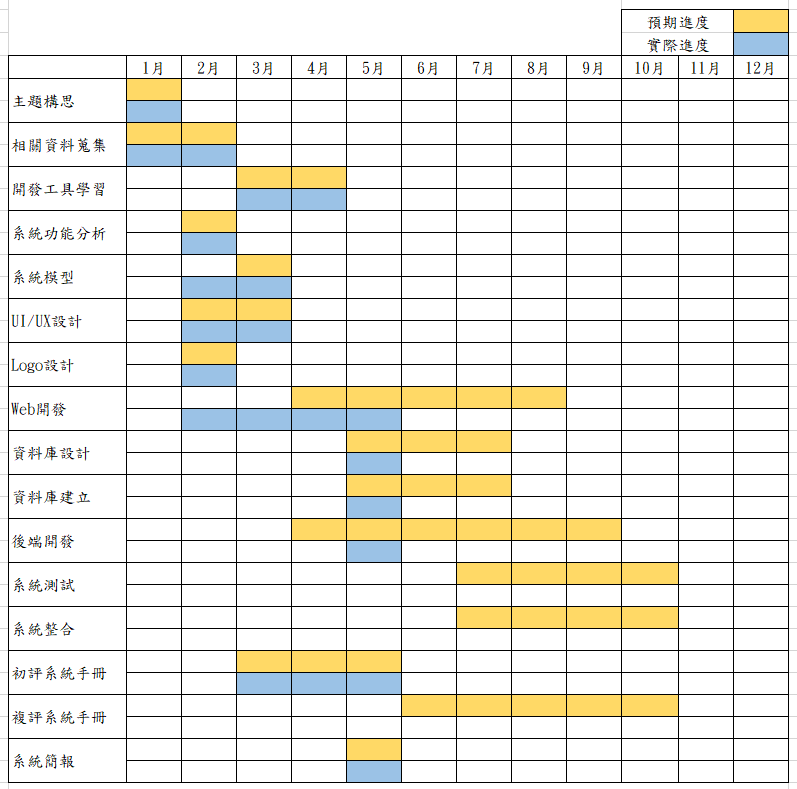 預期進度
實際進度
1月 2月 3月 4月 5月 6月 7月 8月 9月 10月 11月 12月
主題構思
相關資料蒐集
開發工具學習
系統功能分析
系統模型
UI/UX設計
Logo設計
Web開發
資料庫設計
資料庫建立
後端開發
系統測試
系統整合
初評系統手冊
複評系統手冊
系統簡報